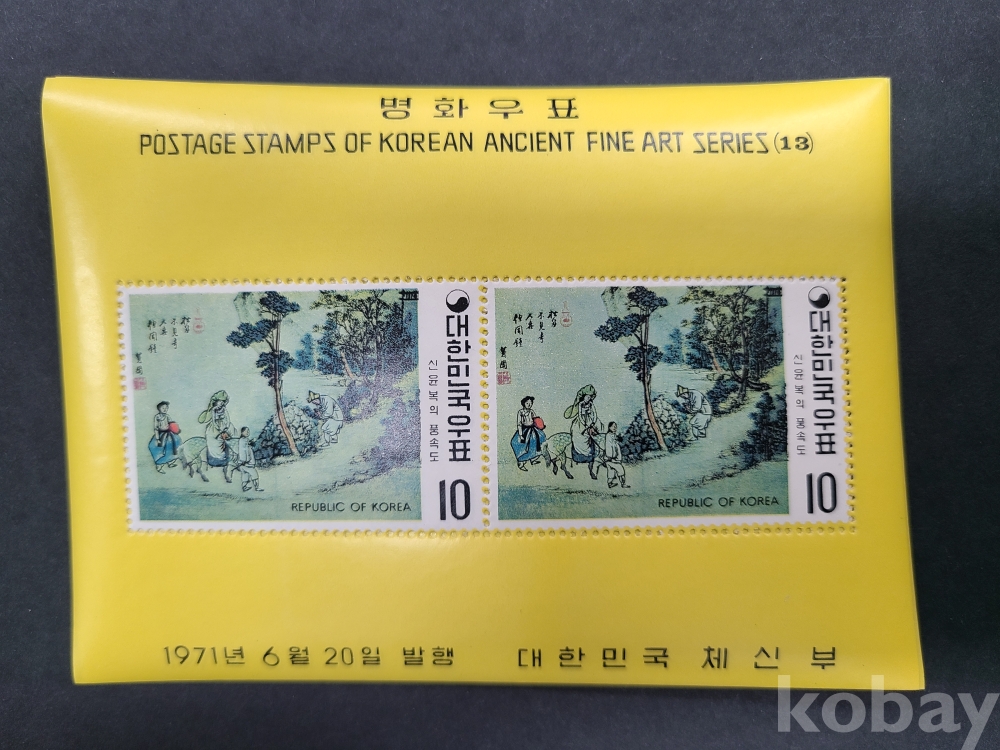 명화우표
POSTAGE STAMPS OF KOREAN ANCIENT FINE ART SERIES (13)
대한민국우표
신윤복의 풍속도
REPUBLIC OF KOREA
10
대한민국우표
신윤복의 풍속도
REPUBLIC OF KOREA
10
1971년 6월 20일 발행 대한민국 체신부
kobay